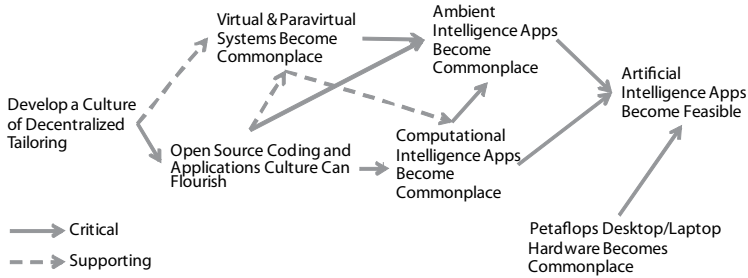 Virtual & Paravirtual
Systems Become
Commonplace
Ambient
Intelligence Apps
Become
Commonplace
Artificial
Intelligence Apps
Become Feasible
Develop a Culture
of Decentralized
Tailoring
Open Source Coding and
Applications Culture Can
Flourish
Computational
Intelligence Apps
Become
Commonplace
Petaflops Desktop/Laptop
Hardware Becomes
Commonplace
Critical
Supporting